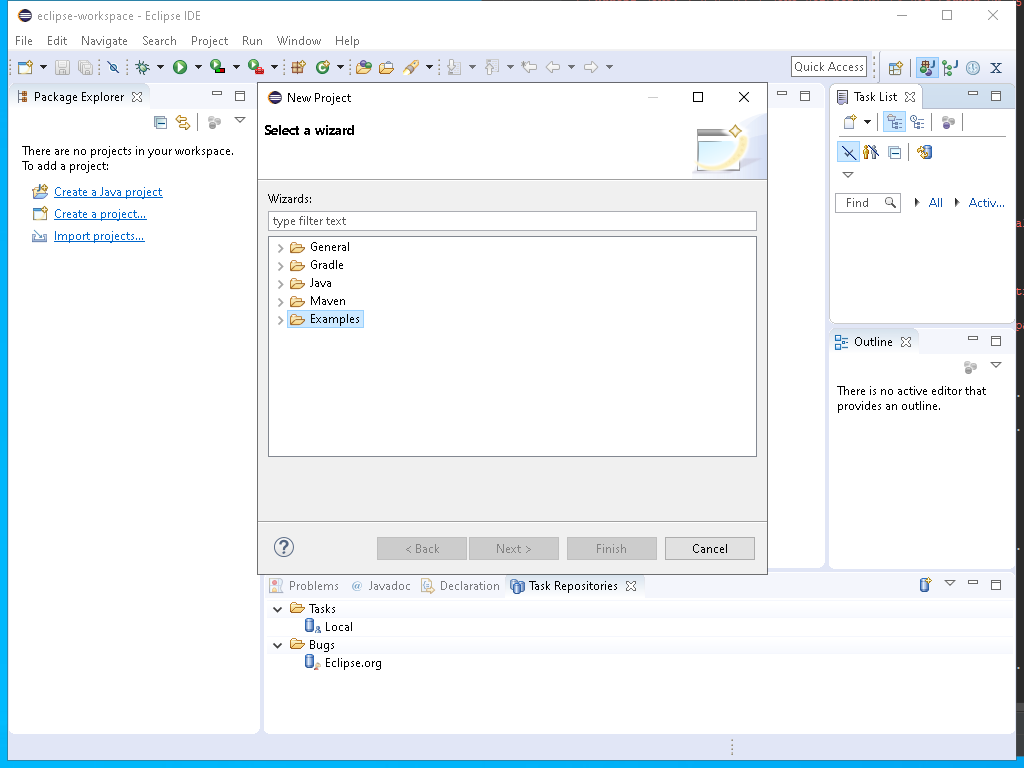 eclipse-workspace - Eclipse IDE
File Edit Navigate Search Project Run Window Help
Quick Access
Package Explorer
There are no projects in your workspace.
To add a project:
Create a Java project
Create a project...
Import projects...
New Project
Select a wizard
Wizards:
type filter text
General
Gradle
Java
Maven
Examples
?
< Back Next > Finish Cancel
Task List
Find All Activ...
Outline
There is no active editor that
provides an outline.
Problems @ Javadoc Declaration Task Repositories
Tasks
Local
Bugs
Eclipse.org